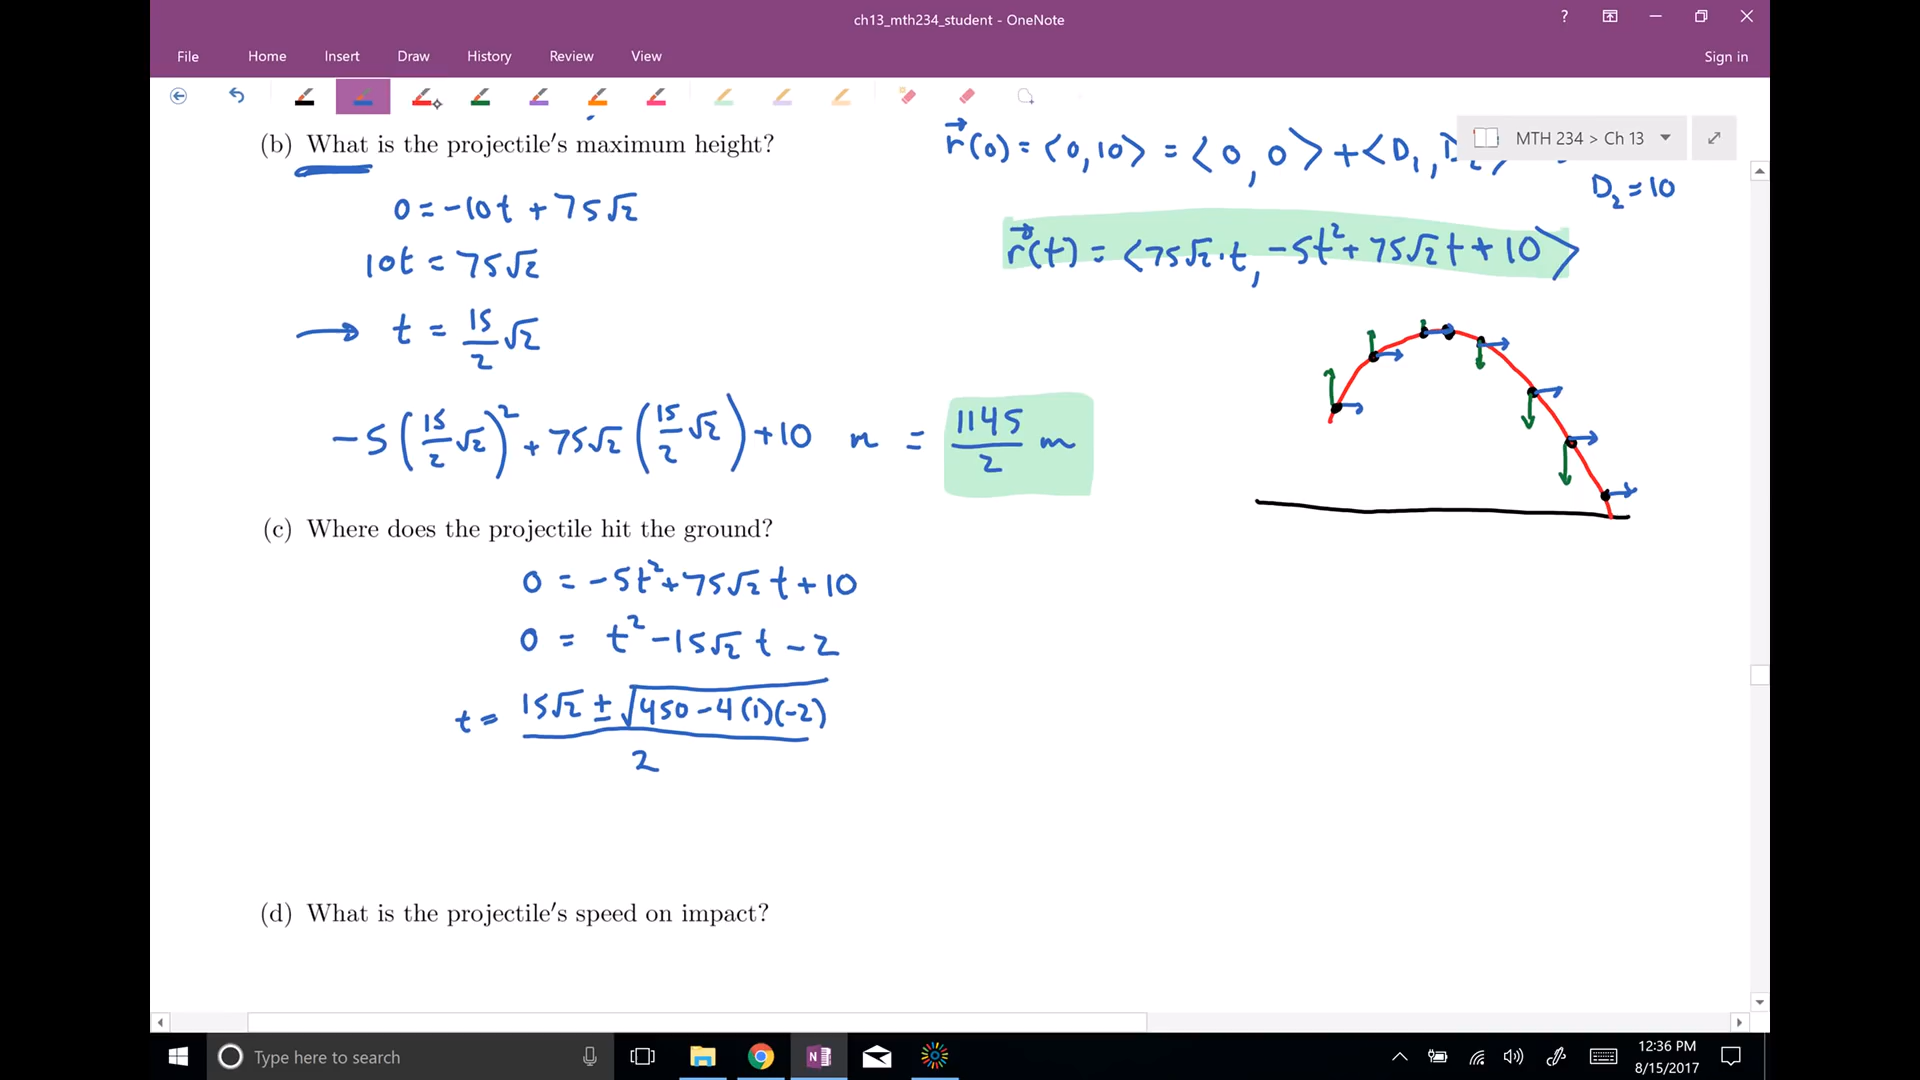 ch13_mth234_student - OneNote
?
File Home Insert Draw History Review View Sign in
MTH 234 > Ch 13
(b) What is the projectile's maximum height?
r⃗(0) = ⟨0, 10⟩ = ⟨0, 0⟩ + ⟨D₁,
D₂ = 10
0 = -10t + 75√2
r⃗(t) = ⟨75√2·t, -5t² + 75√2 t + 10⟩
10t = 75√2
→ t = 15/2 √2
-5(15/2 √2)² + 75√2(15/2 √2) + 10 m = 1145/2 m
(c) Where does the projectile hit the ground?
0 = -5t² + 75√2 t + 10
0 = t² - 15√2 t - 2
t = (15√2 ± √(450 - 4(1)(-2)))/2
(d) What is the projectile's speed on impact?
Type here to search
N
12:36 PM
8/15/2017